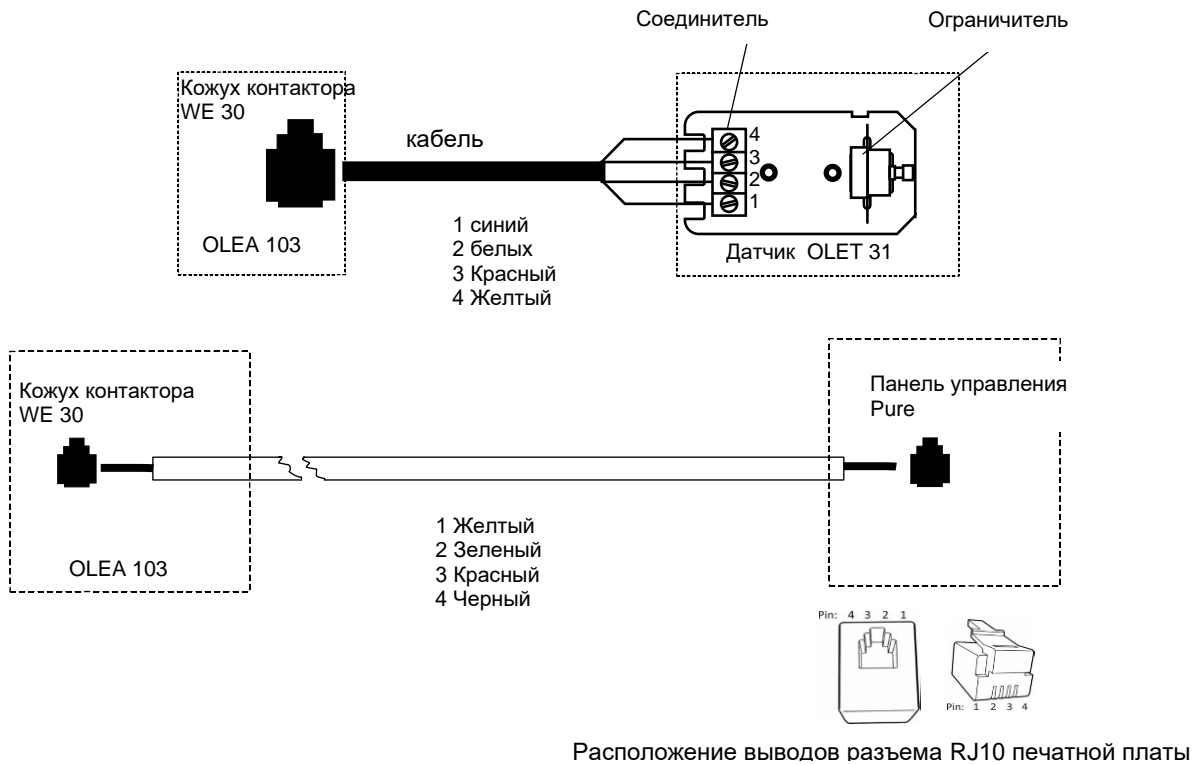 Соединитель
Ограничитель
Кожух контактора
WE 30
кабель
4
3
2
1
OLEA 103
1 синий
2 белых
3 Красный
4 Желтый
Датчик OLET 31
Кожух контактора
WE 30
Панель управления
Pure
OLEA 103
1 Желтый
2 Зеленый
3 Красный
4 Черный
Pin: 4 3 2 1
Pin: 1 2 3 4
Расположение выводов разъема RJ10 печатной платы